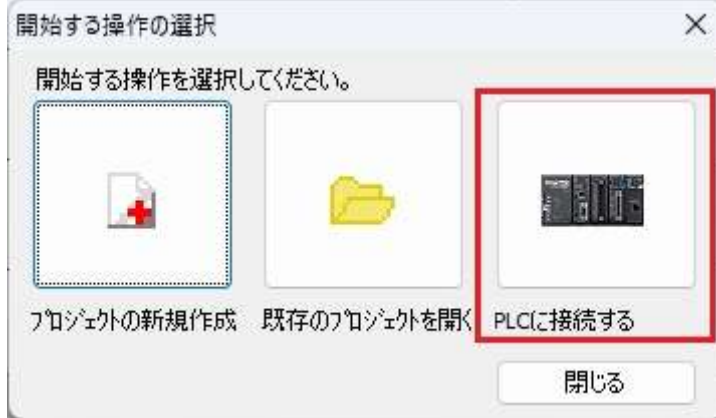 開始する操作の選択
開始する操作を選択してください。
ﾌﾟﾛｼﾞｪｸﾄの新規作成
既存のﾌﾟﾛｼﾞｪｸﾄを開く
PLCに接続する
閉じる